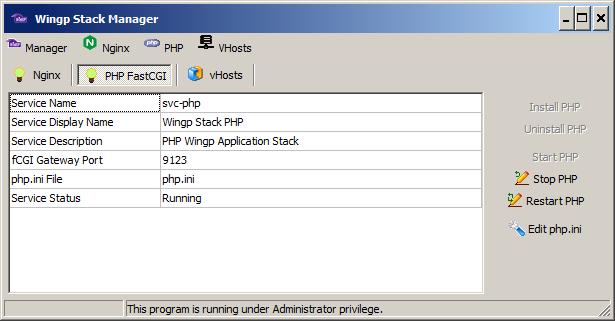 Wingp Stack Manager
Manager Nginx PHP VHosts
Nginx PHP FastCGI vHosts
Service Name svc-php
Service Display Name Wingp Stack PHP
Service Description PHP Wingp Application Stack
fCGI Gateway Port 9123
php.ini File php.ini
Service Status Running
Install PHP
Uninstall PHP
Start PHP
Stop PHP
Restart PHP
Edit php.ini
This program is running under Administrator privilege.